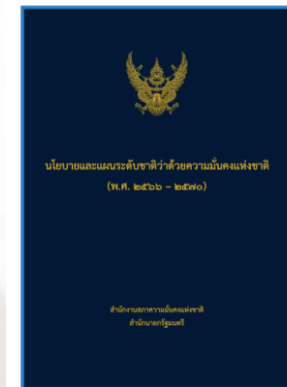 นโยบายและแผนระดับชาติว่าด้วยความมั่นคงแห่งชาติ
(พ.ศ. ๒๕๖๖ – ๒๕๗๐)
สำนักงานสภาความมั่นคงแห่งชาติ
สำนักนายกรัฐมนตรี